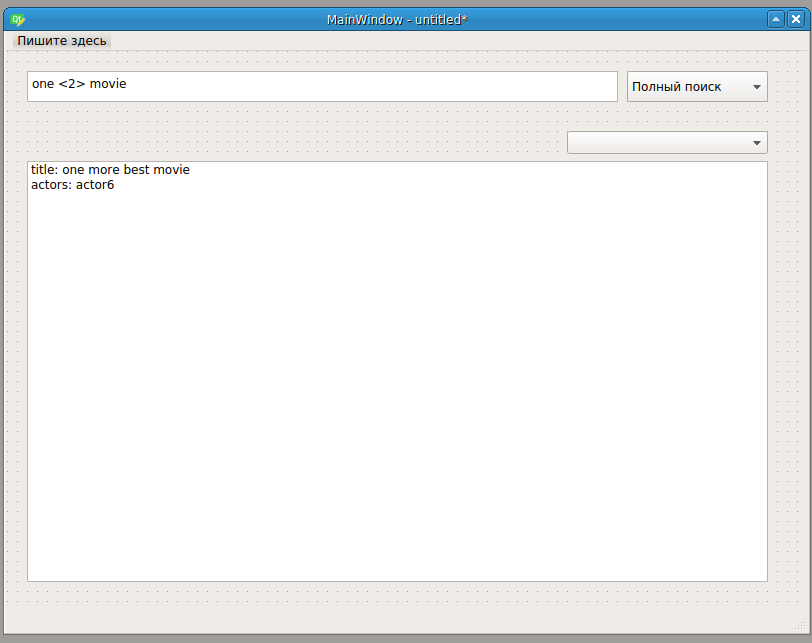 MainWindow - untitled*
Пишите здесь
one <2> movie
Полный поиск
title: one more best movie
actors: actor6